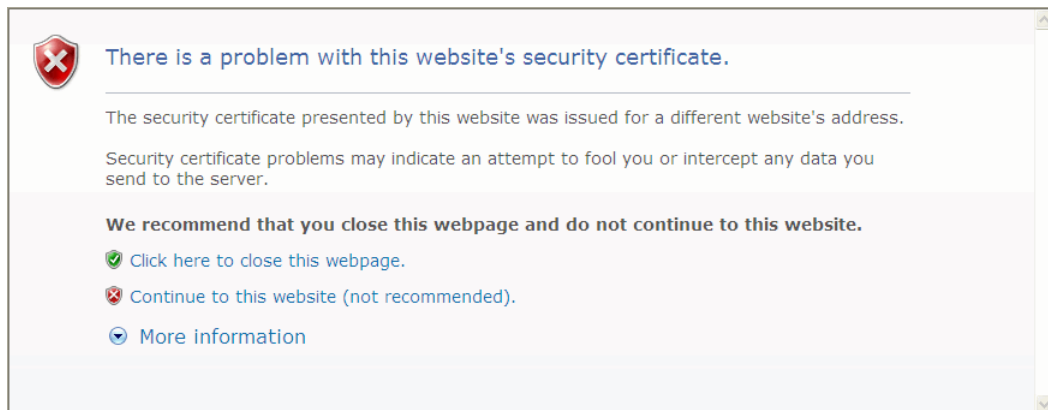 There is a problem with this website's security certificate.
The security certificate presented by this website was issued for a different website's address.
Security certificate problems may indicate an attempt to fool you or intercept any data you
send to the server.
We recommend that you close this webpage and do not continue to this website.
Click here to close this webpage.
Continue to this website (not recommended).
More information